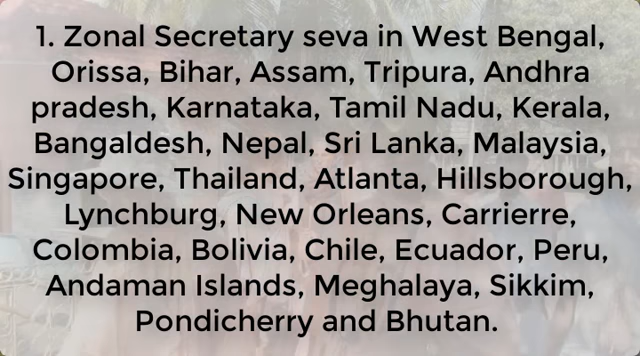 1. Zonal Secretary seva in West Bengal,
Orissa, Bihar, Assam, Tripura, Andhra
pradesh, Karnataka, Tamil Nadu, Kerala,
Bangaldesh, Nepal, Sri Lanka, Malaysia,
Singapore, Thailand, Atlanta, Hillsborough,
Lynchburg, New Orleans, Carrierre,
Colombia, Bolivia, Chile, Ecuador, Peru,
Andaman Islands, Meghalaya, Sikkim,
Pondicherry and Bhutan.